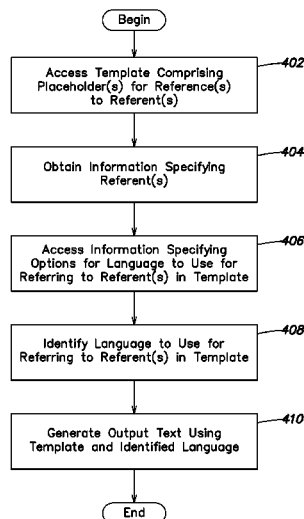 Begin
402
Access Template Comprising
Placeholder(s) for Reference(s)
to Referent(s)
404
Obtain Information Specifying
Referent(s)
406
Access Information Specifying
Options for Language to Use for
Referring to Referent(s) in Template
408
Identify Language to Use for
Referring to Referent(s) in Template
410
Generate Output Text Using
Template and Identified Language
End